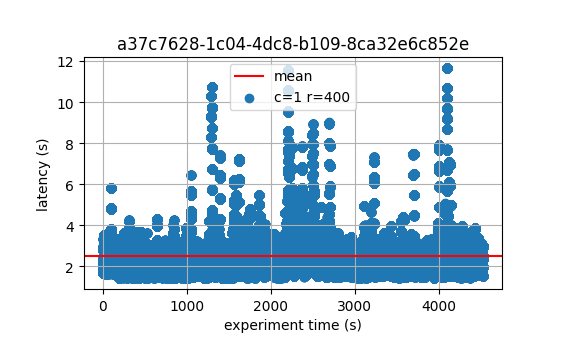 a37c7628-1c04-4dc8-b109-8ca32e6c852e
12
10
8
6
4
2
latency (s)
mean
c=1 r=400
0
1000
2000
3000
4000
experiment time (s)